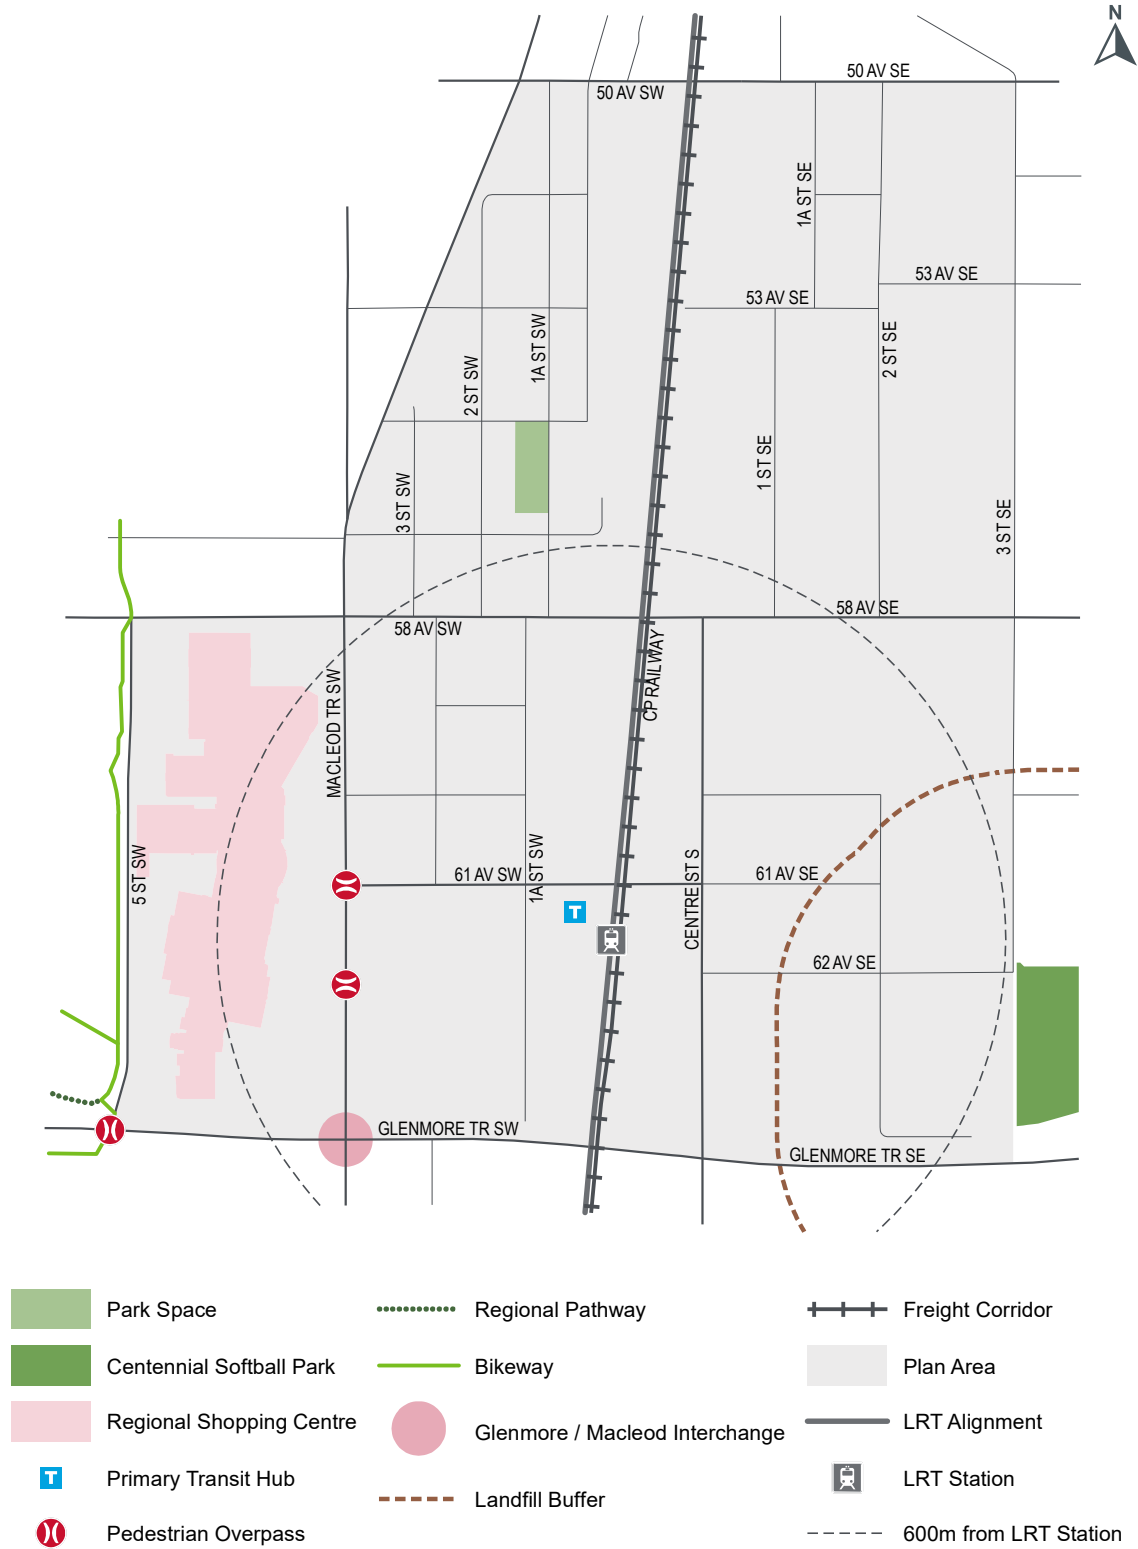 N
50 AV SE
50 AV SW
1A ST SE
53 AV SE
53 AV SE
1A ST SW
2 ST SE
2 ST SW
1 ST SE
3 ST SW
3 ST SE
58 AV SE
58 AV SW
CP RAILWAY
MACLEOD TR SW
5 ST SW
1A ST SW
61 AV SW
61 AV SE
CENTRE ST S
T
62 AV SE
GLENMORE TR SW
GLENMORE TR SE
Park Space
Regional Pathway
Freight Corridor
Centennial Softball Park
Bikeway
Plan Area
Regional Shopping Centre
Glenmore / Macleod Interchange
LRT Alignment
T
Primary Transit Hub
Landfill Buffer
LRT Station
Pedestrian Overpass
600m from LRT Station